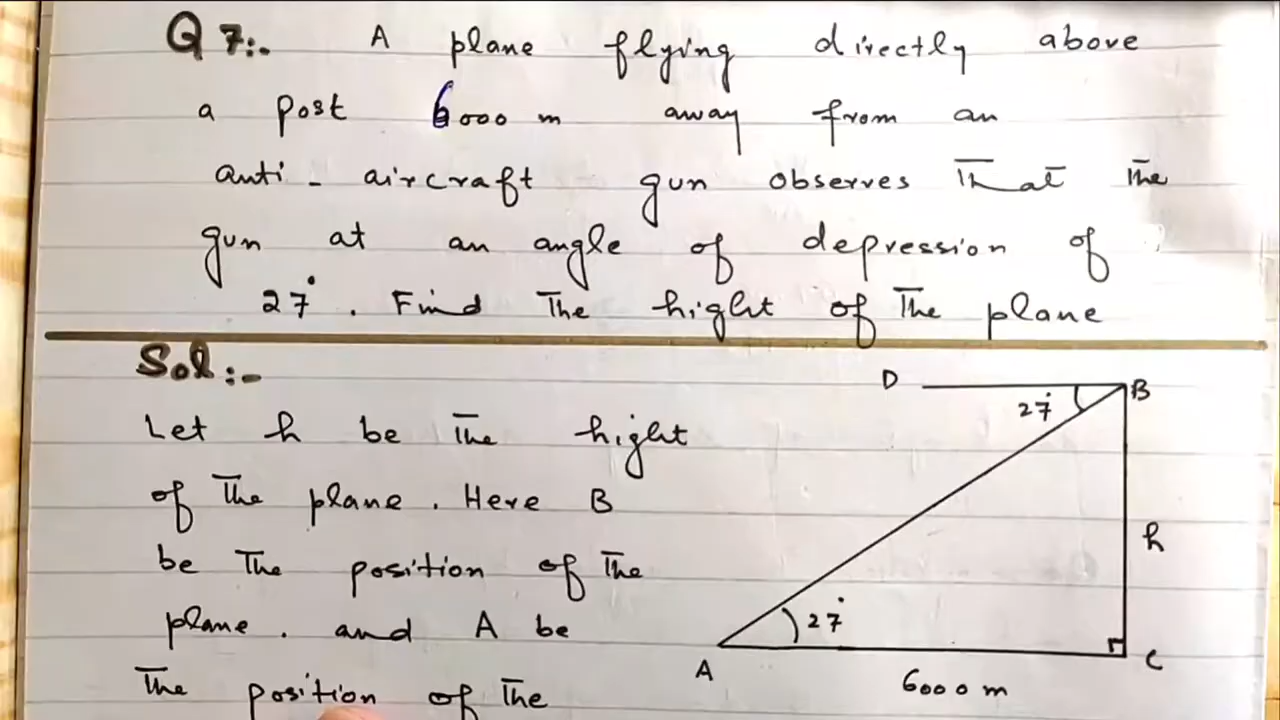 Q 7:- A plane flying directly above
a post 6000 m away from an
anti - aircraft gun observes that the
gun at an angle of depression of
27°. Find the hight of the plane
Sol:-
Let h be the hight
of the plane. Here B
be the position of the
plane. and A be
the position of the
D
B
27°
h
27°
A
C
6000 m